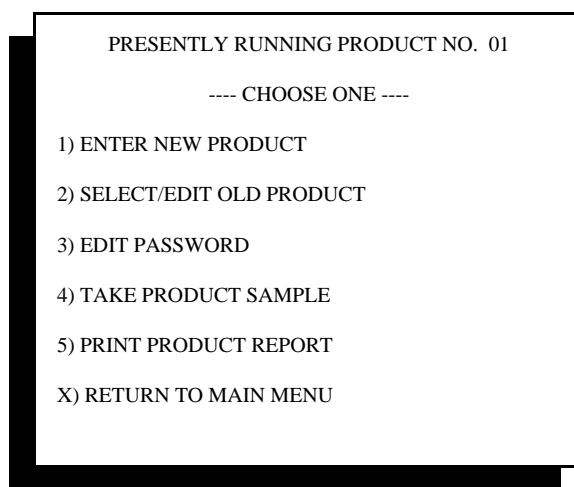 PRESENTLY RUNNING PRODUCT NO. 01
---- CHOOSE ONE ----
1) ENTER NEW PRODUCT
2) SELECT/EDIT OLD PRODUCT
3) EDIT PASSWORD
4) TAKE PRODUCT SAMPLE
5) PRINT PRODUCT REPORT
X) RETURN TO MAIN MENU